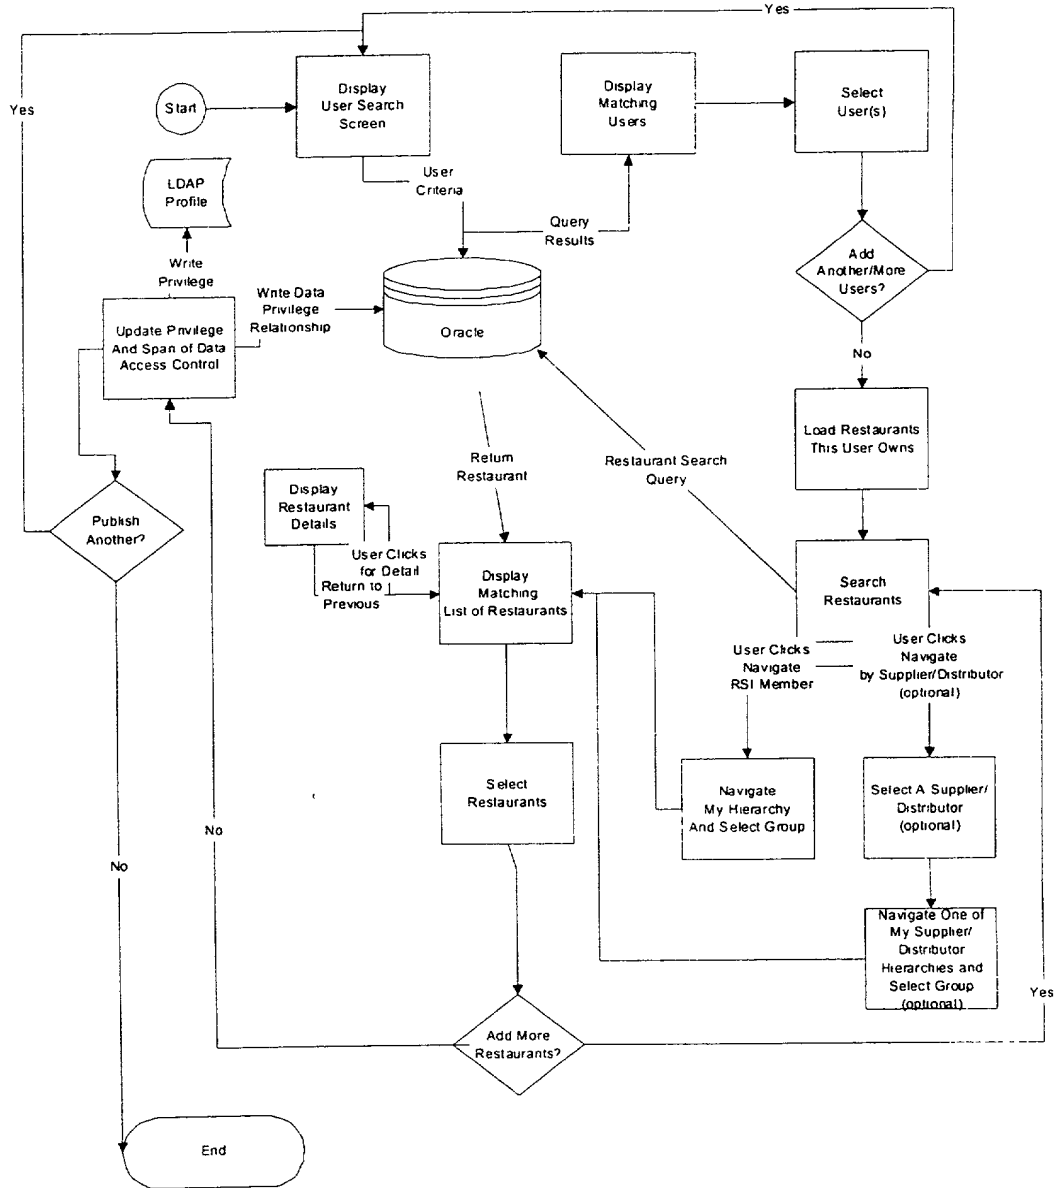 Yes
Yes
Start
Display
User Search
Screen
Display
Matching
Users
Select
User(s)
LDAP
Profile
User
Criteria
Query
Results
Write
Privilege
Add
Another/More
Users?
Write Data
Privilege
Relationship
Update Privilege
And Span of Data
Access Control
Oracle
No
Load Restaurants
This User Owns
Return
Restaurant
Restaurant Search
Query
Display
Restaurant
Details
Publish
Another?
User Clicks
for Detail
Return to
Previous
Display
Matching
List of Restaurants
Search
Restaurants
User Clicks
Navigate
RSI Member
User Clicks
Navigate
by Supplier/Distributor
(optional)
Select
Restaurants
Navigate
My Hierarchy
And Select Group
Select A Supplier/
Distributor
(optional)
No
No
Navigate One of
My Supplier/
Distributor
Hierarchies and
Select Group
(optional)
Yes
Add More
Restaurants?
End